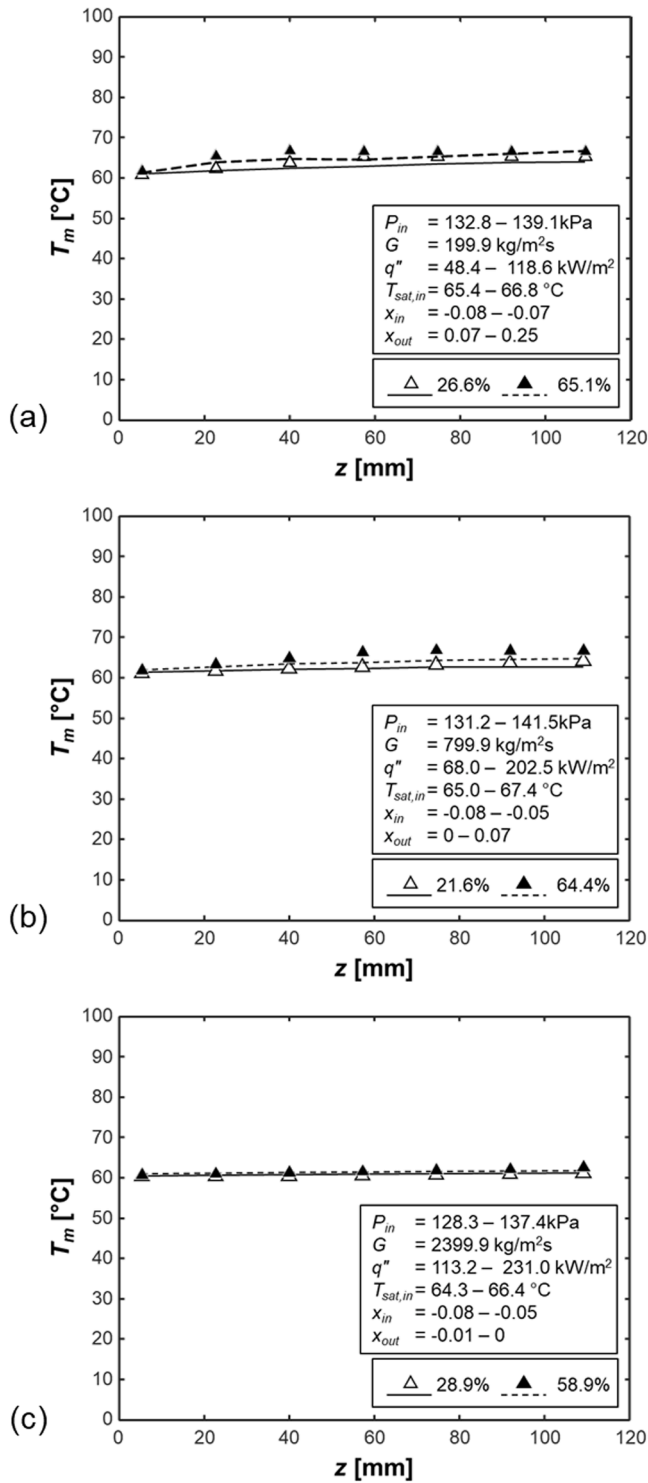 100
90
80
70
60
50
40
30
20
10
0
T_m [°C]
P_in = 132.8 – 139.1kPa
G = 199.9 kg/m²s
q" = 48.4 – 118.6 kW/m²
T_sat,in = 65.4 – 66.8 °C
x_in = -0.08 – -0.07
x_out = 0.07 – 0.25
26.6% 65.1%
(a)
0 20 40 60 80 100 120
z [mm]
100
90
80
70
60
50
40
30
20
10
0
T_m [°C]
P_in = 131.2 – 141.5kPa
G = 799.9 kg/m²s
q" = 68.0 – 202.5 kW/m²
T_sat,in = 65.0 – 67.4 °C
x_in = -0.08 – -0.05
x_out = 0 – 0.07
21.6% 64.4%
(b)
0 20 40 60 80 100 120
z [mm]
100
90
80
70
60
50
40
30
20
10
0
T_m [°C]
P_in = 128.3 – 137.4kPa
G = 2399.9 kg/m²s
q" = 113.2 – 231.0 kW/m²
T_sat,in = 64.3 – 66.4 °C
x_in = -0.08 – -0.05
x_out = -0.01 – 0
28.9% 58.9%
(c)
0 20 40 60 80 100 120
z [mm]